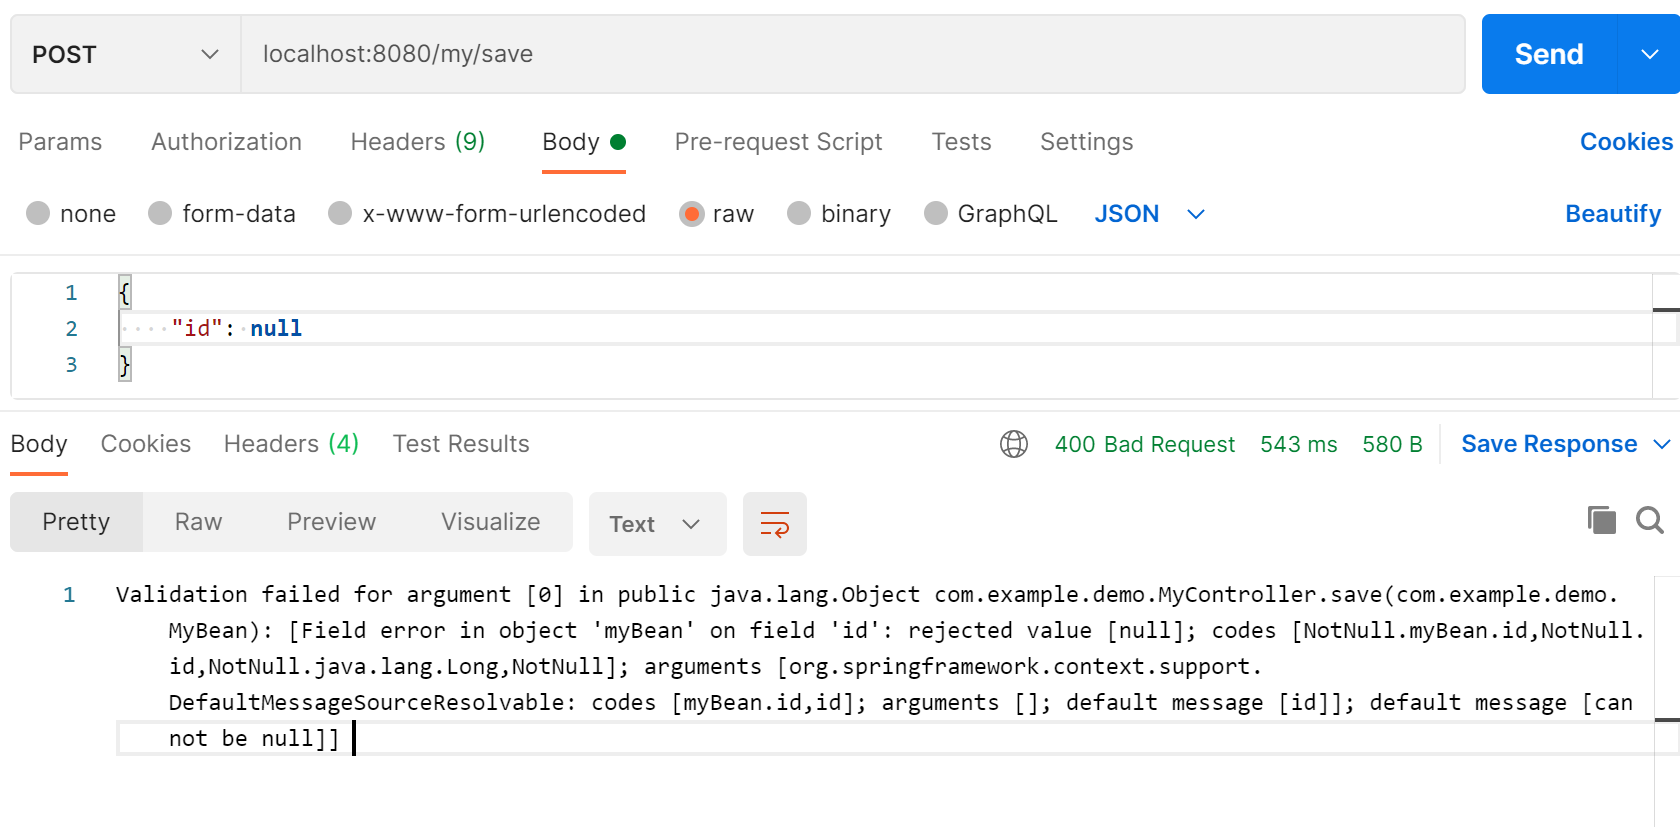 POST
localhost:8080/my/save
Send
Params Authorization Headers (9) Body Pre-request Script Tests Settings Cookies
none form-data x-www-form-urlencoded raw binary GraphQL JSON Beautify
1 {
2 "id": null
3 }
Body Cookies Headers (4) Test Results 400 Bad Request 543 ms 580 B Save Response
Pretty Raw Preview Visualize Text
1 Validation failed for argument [0] in public java.lang.Object com.example.demo.MyController.save(com.example.demo.
MyBean): [Field error in object 'myBean' on field 'id': rejected value [null]; codes [NotNull.myBean.id,NotNull.
id,NotNull.java.lang.Long,NotNull]; arguments [org.springframework.context.support.
DefaultMessageSourceResolvable: codes [myBean.id,id]; arguments []; default message [id]]; default message [can
not be null]]